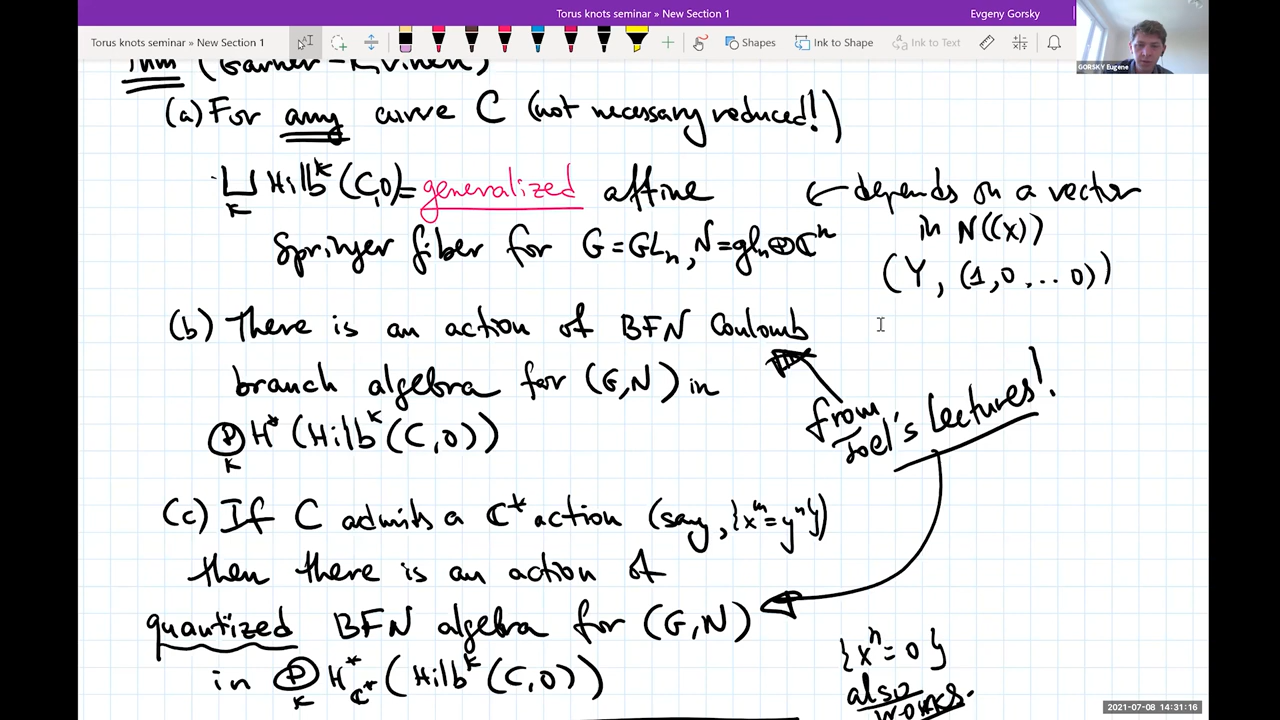 Torus knots seminar » New Section 1
Evgeny Gorsky
Torus knots seminar » New Section 1
Shapes
Ink to Shape
Ink to Text
GORSKY Eugene
Thm (Garner - Kivinen)
(a) For any curve C (not necessary reduced!)
⊔ Hilb^k (C,0) = generalized affine
k
Springer fiber for G = GL_n, N = gl_n ⊕ ℂ^n
← depends on a vector
in N((x))
(Y, (1,0,...0))
(b) There is an action of BFN Coulomb
branch algebra for (G,N) in
⊕ H^* (Hilb^k (C,0))
k
from
Joel's Lectures!
(c) If C admits a ℂ^* action (say, {x^m = y^n})
then there is an action of
quantized BFN algebra for (G,N)
in ⊕ H^*_{ℂ^*} (Hilb^k (C,0))
k
{x^n = 0}
also
works.
2021-07-08 14:31:16